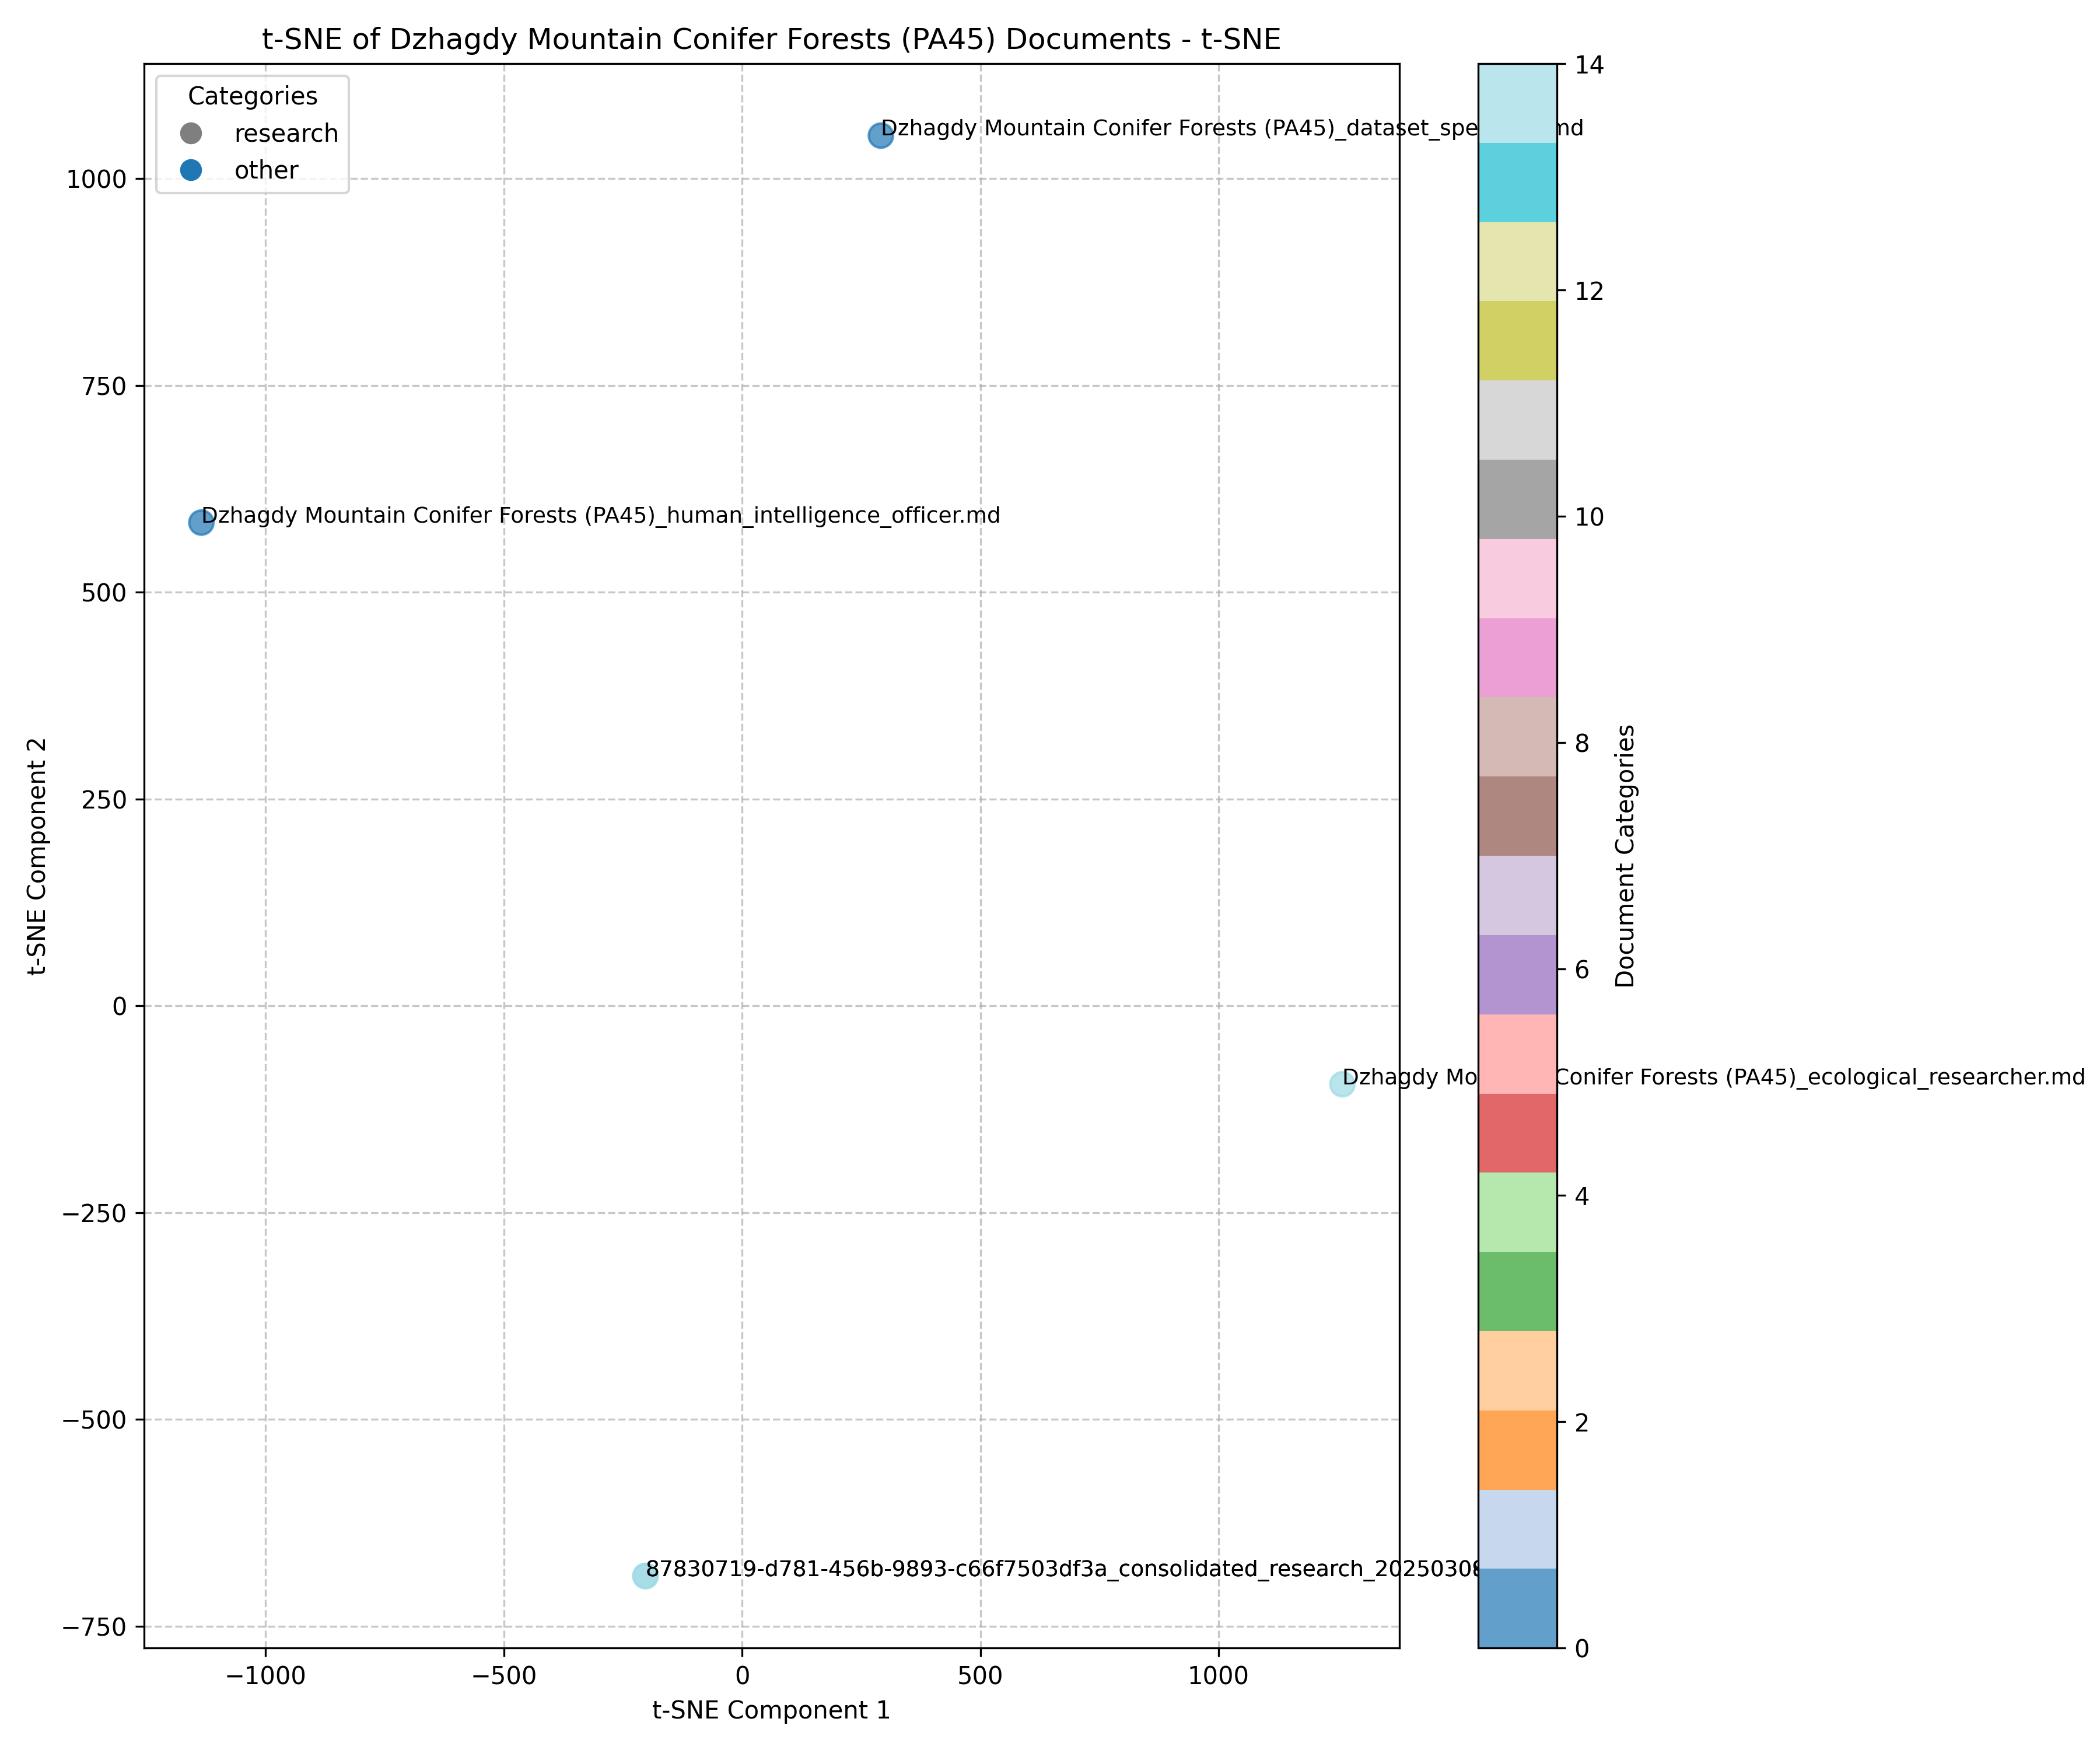 t-SNE of Dzhagdy Mountain Conifer Forests (PA45) Documents - t-SNE
Categories
research
other
Dzhagdy Mountain Conifer Forests (PA45)_dataset_spe md
Dzhagdy Mountain Conifer Forests (PA45)_human_intelligence_officer.md
Dzhagdy Mo Conifer Forests (PA45)_ecological_researcher.md
87830719-d781-456b-9893-c66f7503df3a_consolidated_research_2025030
1000
750
500
250
0
−250
−500
−750
t-SNE Component 2
−1000
−500
0
500
1000
t-SNE Component 1
14
12
10
8
6
4
2
0
Document Categories